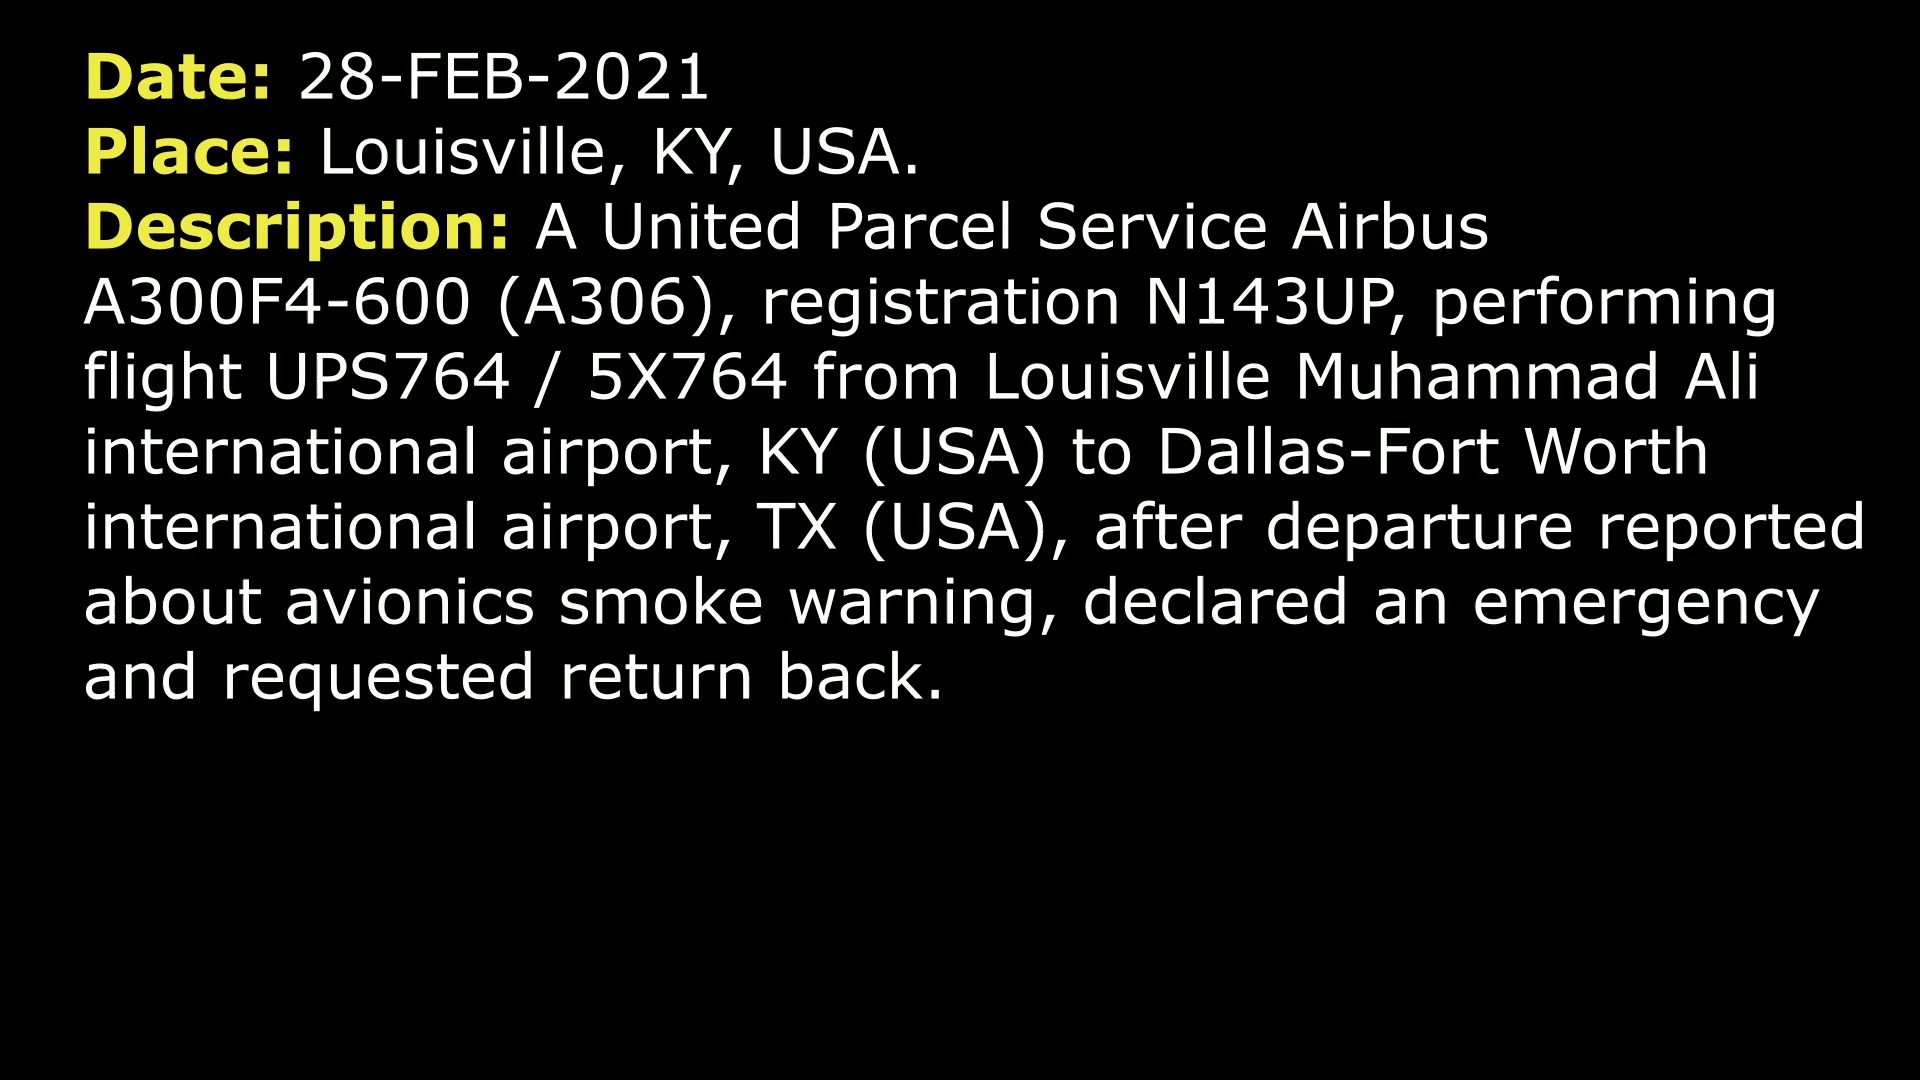 Date: 28-FEB-2021
Place: Louisville, KY, USA.
Description: A United Parcel Service Airbus
A300F4-600 (A306), registration N143UP, performing
flight UPS764 / 5X764 from Louisville Muhammad Ali
international airport, KY (USA) to Dallas-Fort Worth
international airport, TX (USA), after departure reported
about avionics smoke warning, declared an emergency
and requested return back.